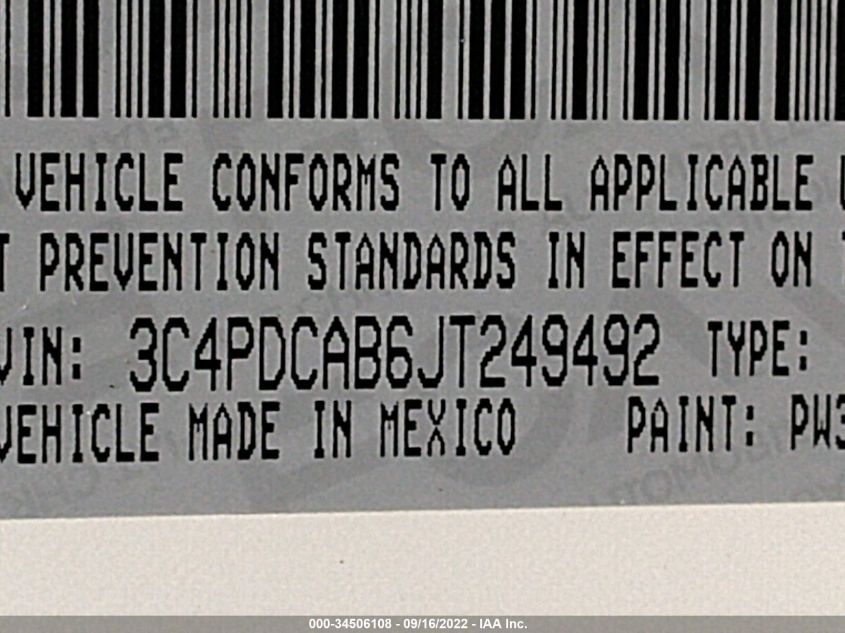 VEHICLE CONFORMS TO ALL APPLICABLE
PREVENTION STANDARDS IN EFFECT ON
VIN: 3C4PDCAB6JT249492 TYPE:
VEHICLE MADE IN MEXICO PAINT: PW3
000-34506108 - 09/16/2022 - IAA Inc.